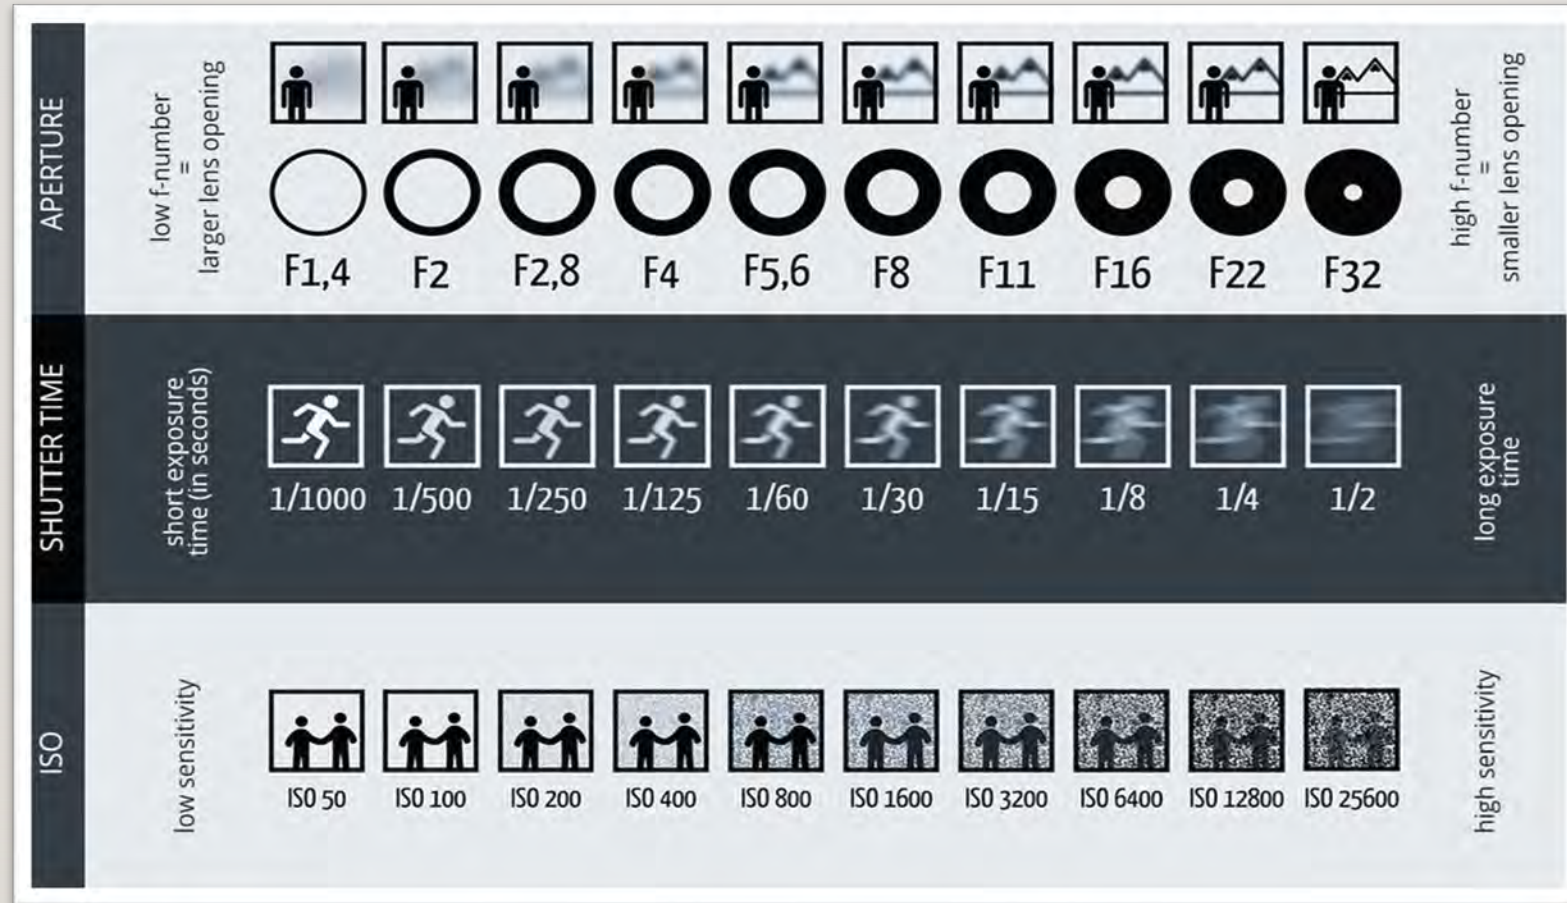 APERTURE
low f-number
=
larger lens opening
F1,4 F2 F2,8 F4 F5,6 F8 F11 F16 F22 F32
high f-number
=
smaller lens opening
SHUTTER TIME
short exposure
time (in seconds)
1/1000 1/500 1/250 1/125 1/60 1/30 1/15 1/8 1/4 1/2
long exposure
time
ISO
low sensitivity
ISO 50 ISO 100 ISO 200 ISO 400 ISO 800 ISO 1600 ISO 3200 ISO 6400 ISO 12800 ISO 25600
high sensitivity